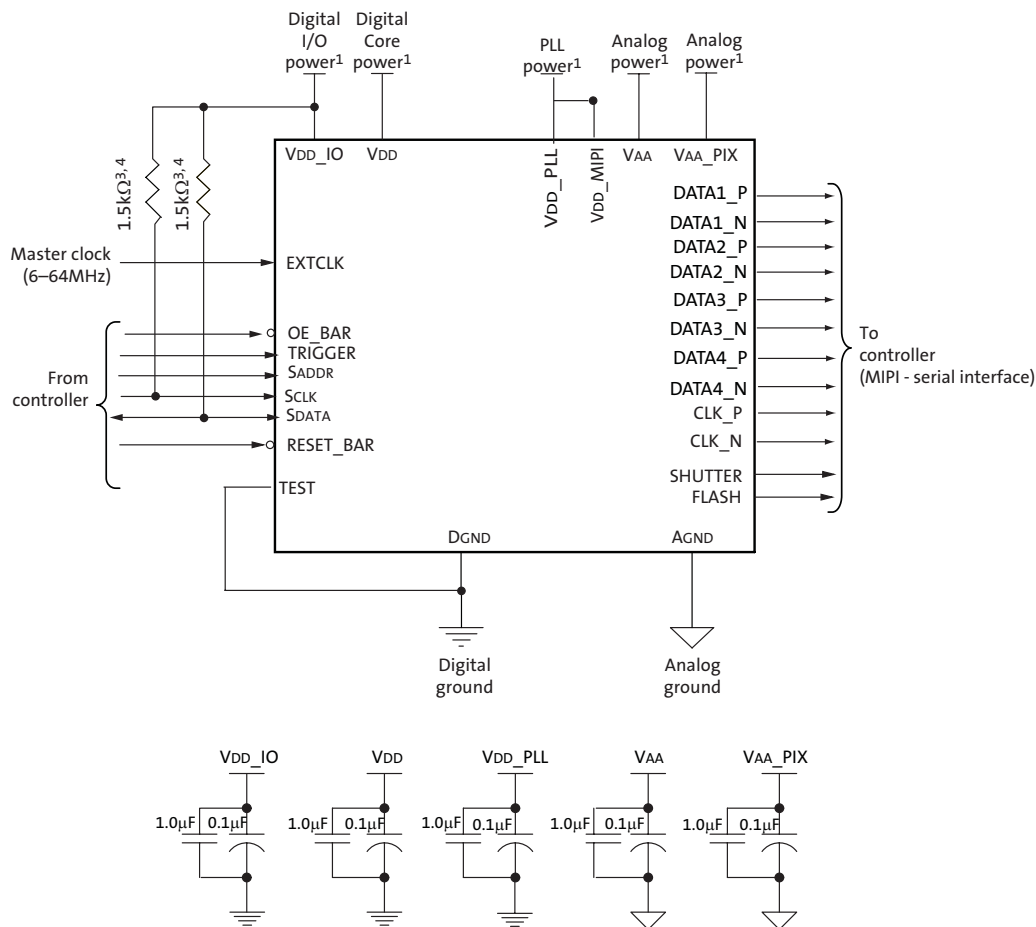 Digital
I/O
power1
Digital
Core
power1
PLL
power1
Analog
power1
Analog
power1
VDD_IO
VDD
VDD_PLL
VDD_MIPI
VAA
VAA_PIX
1.5kΩ3, 4
1.5kΩ3, 4
Master clock
(6–64MHz)
EXTCLK
From
controller
OE_BAR
TRIGGER
SADDR
SCLK
SDATA
RESET_BAR
TEST
DATA1_P
DATA1_N
DATA2_P
DATA2_N
DATA3_P
DATA3_N
DATA4_P
DATA4_N
CLK_P
CLK_N
SHUTTER
FLASH
To
controller
(MIPI - serial interface)
DGND
AGND
Digital
ground
Analog
ground
VDD_IO
VDD
VDD_PLL
VAA
VAA_PIX
1.0µF 0.1µF
1.0µF 0.1µF
1.0µF 0.1µF
1.0µF 0.1µF
1.0µF 0.1µF